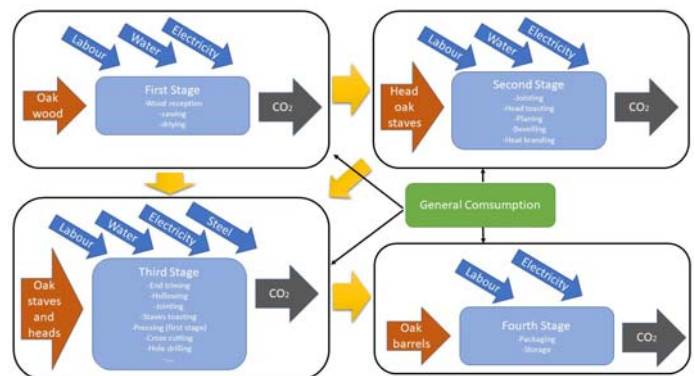 Labour
Water
Electricity
Oak
wood
First Stage
-Wood reception
-sawing
-driying
CO₂
Labour
Water
Electricity
Head
oak
staves
Second Stage
-Jointing
-Head toasting
-Planing
-Bevelling
-Heat branding
CO₂
General Comsumption
Labour
Water
Electricity
Steel
Oak
staves
and
heads
Third Stage
-End
-Hollowing
-Jointing
-Staves toasting
-Pressing (first stage)
-Croze cutting
-Hole drilling
-....
CO₂
Labour
Electricity
Oak
barrels
Fourth Stage
-Packaging
-Storage
CO₂